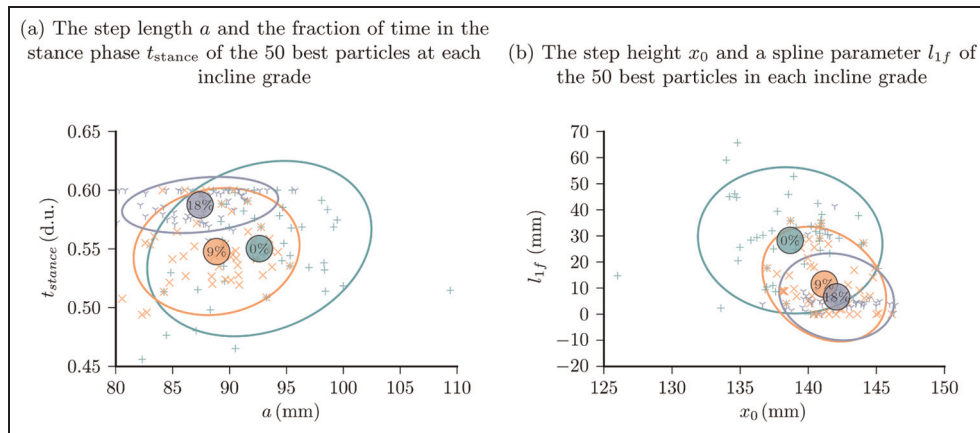 (a) The step length a and the fraction of time in the
stance phase t_stance of the 50 best particles at each
incline grade
0.65
0.60
0.55
0.50
0.45
t_stance (d.u.)
18%
9%
0%
80 85 90 95 100 105 110
a (mm)
(b) The step height x_0 and a spline parameter l_1f of
the 50 best particles in each incline grade
70
60
50
40
30
20
10
0
−10
−20
l_1f (mm)
0%
9%
18%
125 130 135 140 145 150
x_0 (mm)